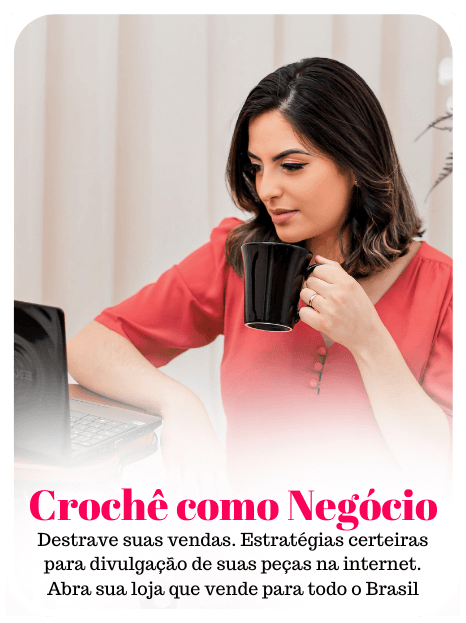 Crochê como Negócio
Destrave suas vendas. Estratégias certeiras
para divulgação de suas peças na internet.
Abra sua loja que vende para todo o Brasil